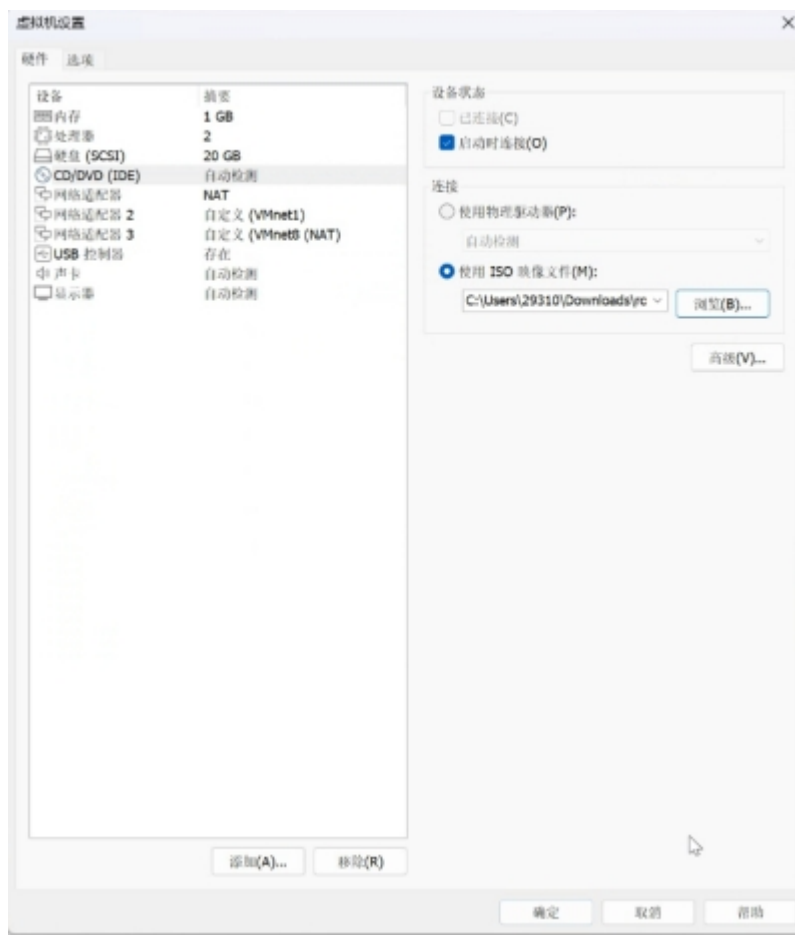 虚拟机设置
硬件 选项
设备 摘要
内存 1 GB
处理器 2
硬盘 (SCSI) 20 GB
CD/DVD (IDE) 自动检测
网络适配器 NAT
网络适配器 2 自定义 (VMnet1)
网络适配器 3 自定义 (VMnet8 (NAT)
USB 控制器 存在
声卡 自动检测
显示器 自动检测
添加(A)... 移除(R)
设备状态
已连接(C)
启动时连接(O)
连接
使用物理驱动器(P):
自动检测
使用 ISO 映像文件(M):
C:\Users\29310\Downloads\rc 浏览(B)...
高级(V)...
确定 取消 帮助